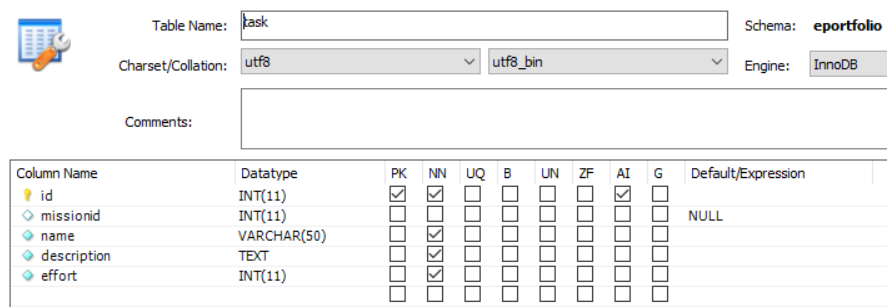 Table Name: task Schema: eportfolio
Charset/Collation: utf8 utf8_bin Engine: InnoDB
Comments:
Column Name Datatype PK NN UQ B UN ZF AI G Default/Expression
id INT(11)
missionid INT(11) NULL
name VARCHAR(50)
description TEXT
effort INT(11)